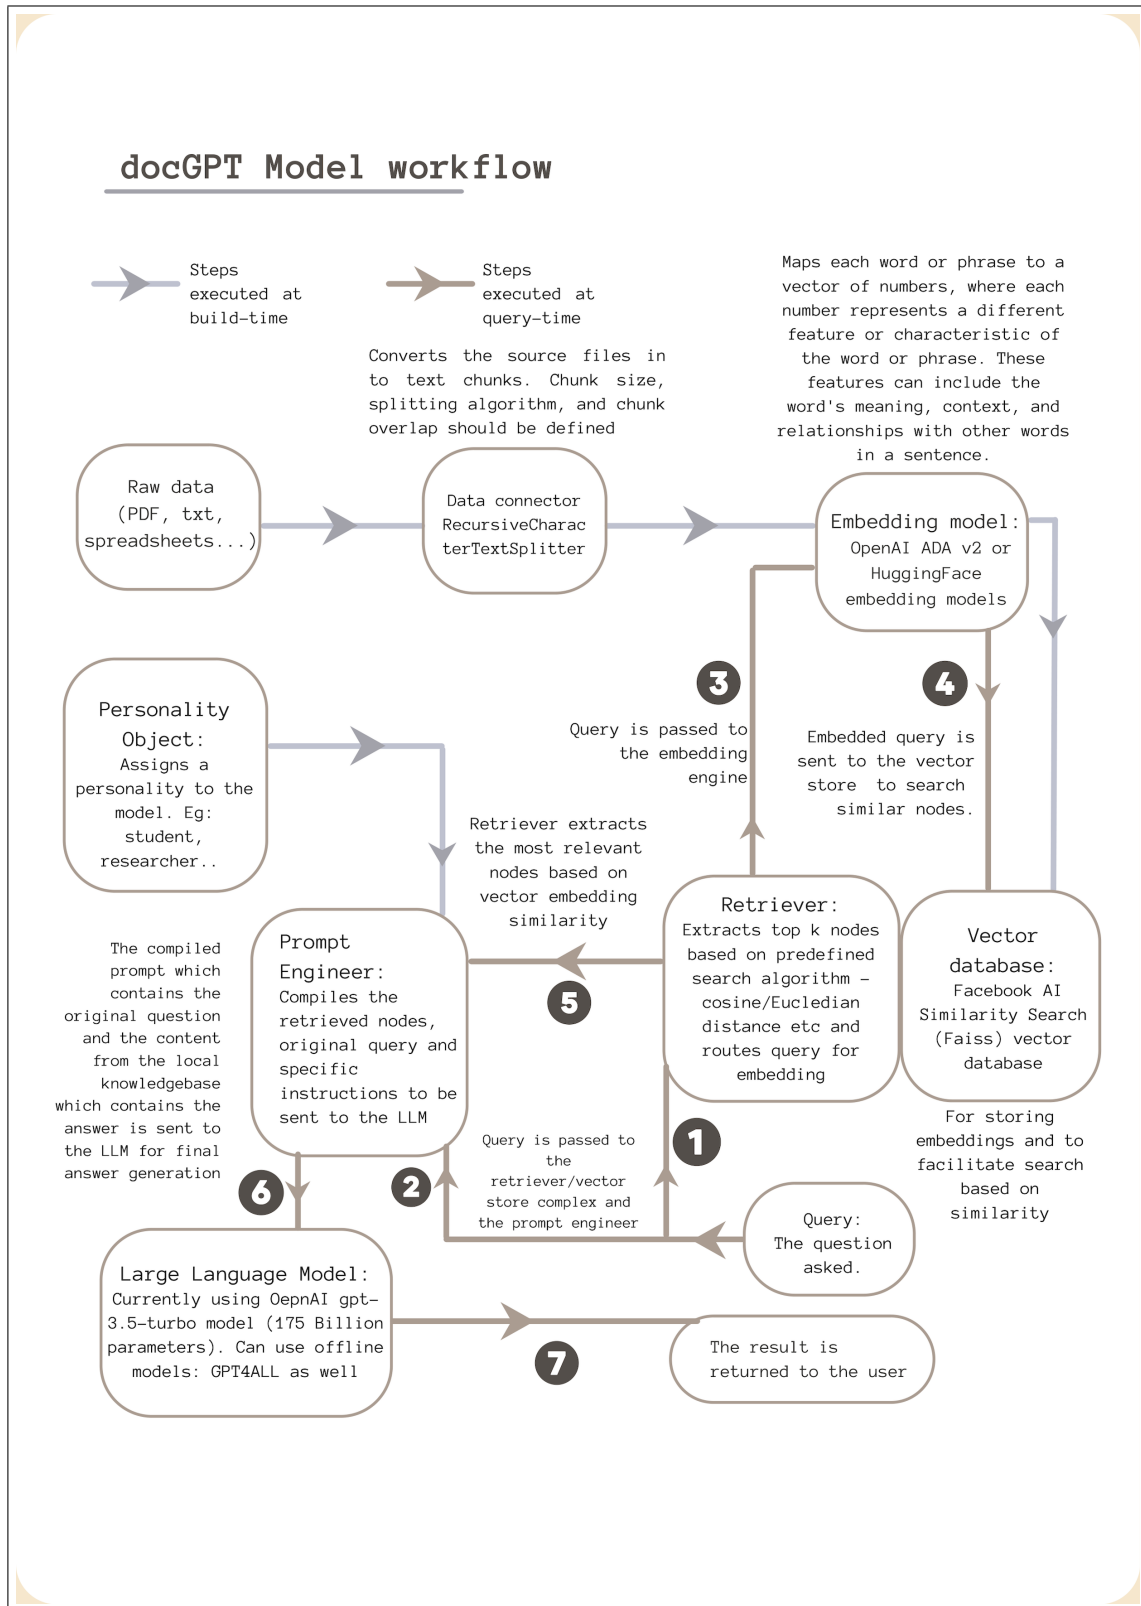 docGPT Model workflow
Steps
executed at
build-time
Steps
executed at
query-time
Maps each word or phrase to a
vector of numbers, where each
number represents a different
feature or characteristic of
the word or phrase. These
features can include the
word's meaning, context, and
relationships with other words
in a sentence.
Converts the source files in
to text chunks. Chunk size,
splitting algorithm, and chunk
overlap should be defined
Raw data
(PDF, txt,
spreadsheets...)
Data connector
RecursiveCharac
terTextSplitter
Embedding model:
OpenAI ADA v2 or
HuggingFace
embedding models
3
Query is passed to
the embedding
engine
4
Embedded query is
sent to the vector
store to search
similar nodes.
Personality
Object:
Assigns a
personality to the
model. Eg:
student,
researcher..
Retriever extracts
the most relevant
nodes based on
vector embedding
similarity
5
Retriever:
Extracts top k nodes
based on predefined
search algorithm -
cosine/Eucledian
distance etc and
routes query for
embedding
Vector
database:
Facebook AI
Similarity Search
(Faiss) vector
database
For storing
embeddings and to
facilitate search
based on
similarity
Prompt
Engineer:
Compiles the
retrieved nodes,
original query and
specific
instructions to be
sent to the LLM
The compiled
prompt which
contains the
original question
and the content
from the local
knowledgebase
which contains the
answer is sent to
the LLM for final
answer generation
6
2
Query is passed to
the
retriever/vector
store complex and
the prompt engineer
1
Query:
The question
asked.
Large Language Model:
Currently using OepnAI gpt-
3.5-turbo model (175 Billion
parameters). Can use offline
models: GPT4ALL as well
7
The result is
returned to the user